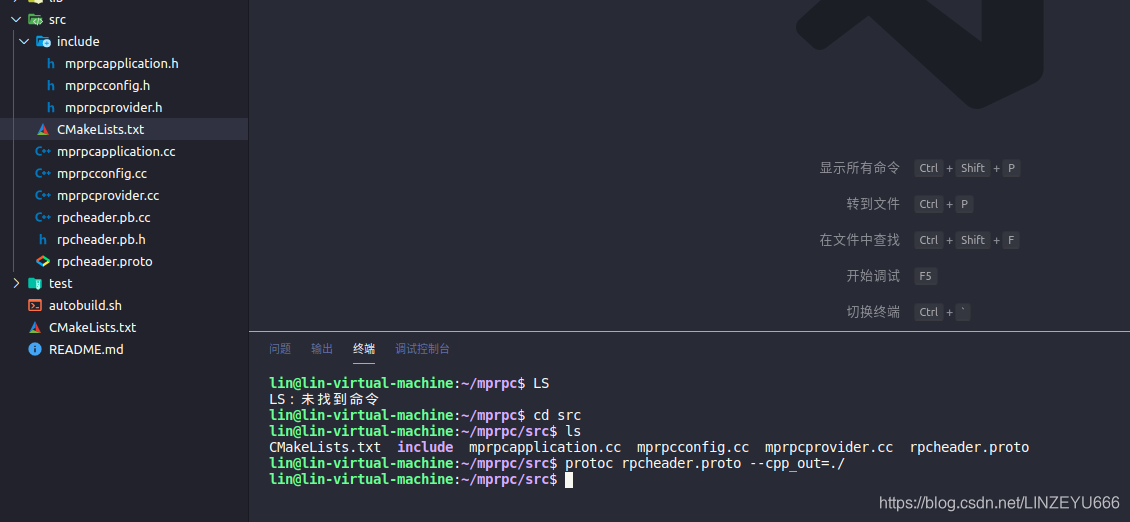 lib
src
include
mprpcapplication.h
mprpcconfig.h
mprpcprovider.h
CMakeLists.txt
mprpcapplication.cc
mprpcconfig.cc
mprpcprovider.cc
rpcheader.pb.cc
rpcheader.pb.h
rpcheader.proto
test
autobuild.sh
CMakeLists.txt
README.md
显示所有命令 Ctrl + Shift + P
转到文件 Ctrl + P
在文件中查找 Ctrl + Shift + F
开始调试 F5
切换终端 Ctrl + `
问题 输出 终端 调试控制台
lin@lin-virtual-machine:~/mprpc$ LS
LS：未找到命令
lin@lin-virtual-machine:~/mprpc$ cd src
lin@lin-virtual-machine:~/mprpc/src$ ls
CMakeLists.txt include mprpcapplication.cc mprpcconfig.cc mprpcprovider.cc rpcheader.proto
lin@lin-virtual-machine:~/mprpc/src$ protoc rpcheader.proto --cpp_out=./
lin@lin-virtual-machine:~/mprpc/src$
https://blog.csdn.net/LINZEYU666